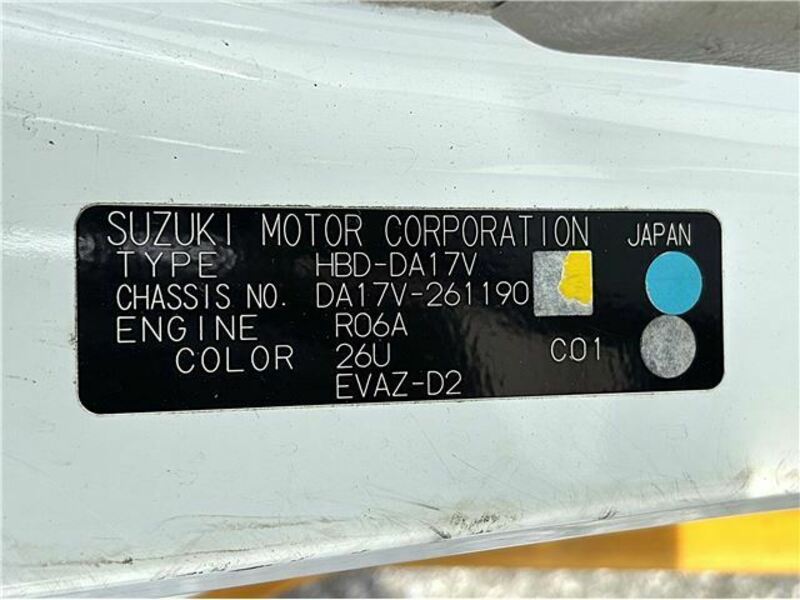 SUZUKI MOTOR CORPORATION JAPAN
TYPE HBD-DA17V
CHASSIS NO. DA17V-261190
ENGINE R06A
COLOR 26U C01
EVAZ-D2